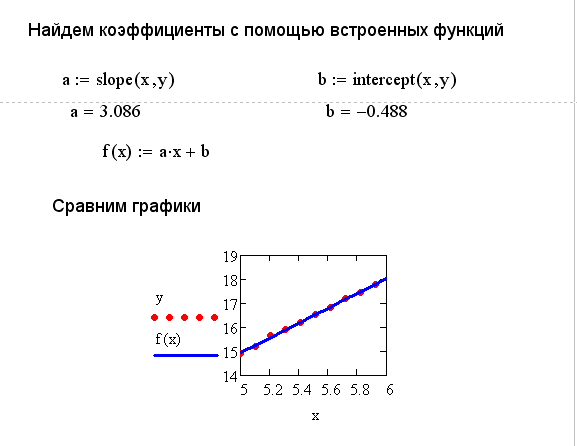 Найдем коэффициенты с помощью встроенных функций
a := slope(x,y) b := intercept(x,y)
a = 3.086 b = −0.488
f(x) := a·x + b
Сравним графики
19
18
17
16
15
14
y
f(x)
5 5.2 5.4 5.6 5.8 6
x